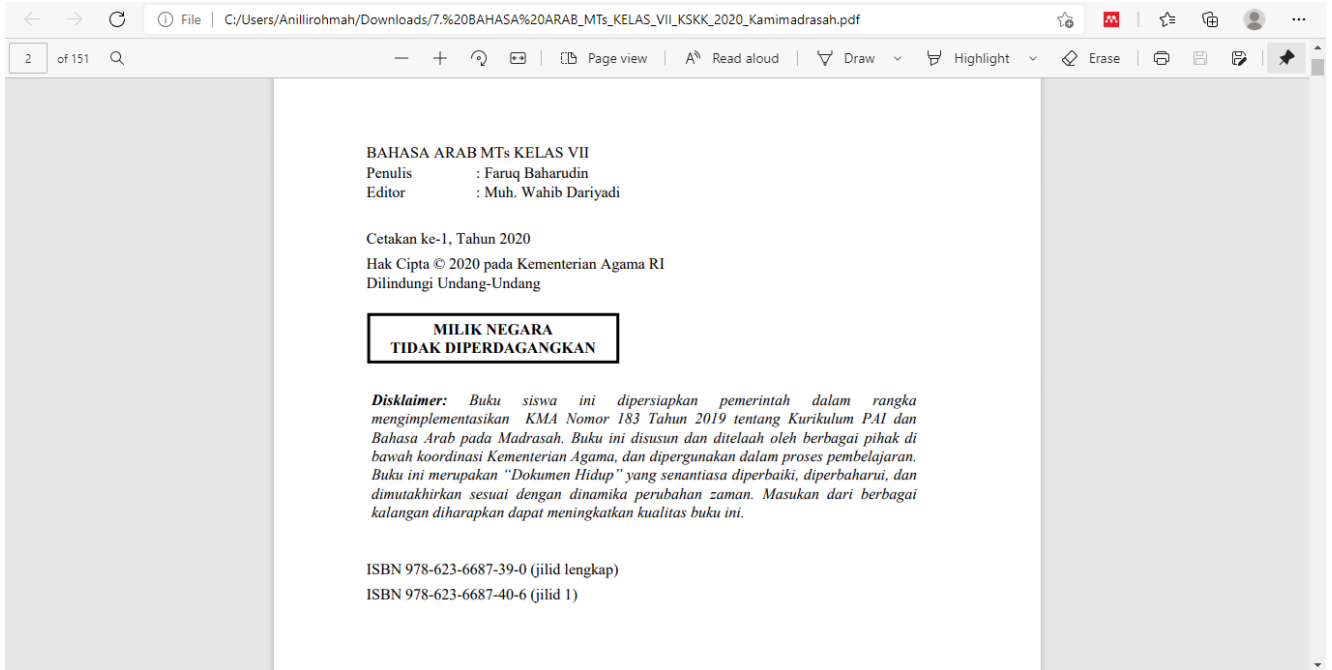 File C:/Users/Anillirohmah/Downloads/7.%20BAHASA%20ARAB_MTs_KELAS_VII_KSKK_2020_Kamimadrasah.pdf
2 of 151 Page view Read aloud Draw Highlight Erase
BAHASA ARAB MTs KELAS VII
Penulis : Faruq Baharudin
Editor : Muh. Wahib Dariyadi
Cetakan ke-1, Tahun 2020
Hak Cipta © 2020 pada Kementerian Agama RI
Dilindungi Undang-Undang
MILIK NEGARA
TIDAK DIPERDAGANGKAN
Disklaimer: Buku siswa ini dipersiapkan pemerintah dalam rangka
mengimplementasikan KMA Nomor 183 Tahun 2019 tentang Kurikulum PAI dan
Bahasa Arab pada Madrasah. Buku ini disusun dan ditelaah oleh berbagai pihak di
bawah koordinasi Kementerian Agama, dan dipergunakan dalam proses pembelajaran.
Buku ini merupakan “Dokumen Hidup” yang senantiasa diperbaiki, diperbaharui, dan
dimutakhirkan sesuai dengan dinamika perubahan zaman. Masukan dari berbagai
kalangan diharapkan dapat meningkatkan kualitas buku ini.
ISBN 978-623-6687-39-0 (jilid lengkap)
ISBN 978-623-6687-40-6 (jilid 1)